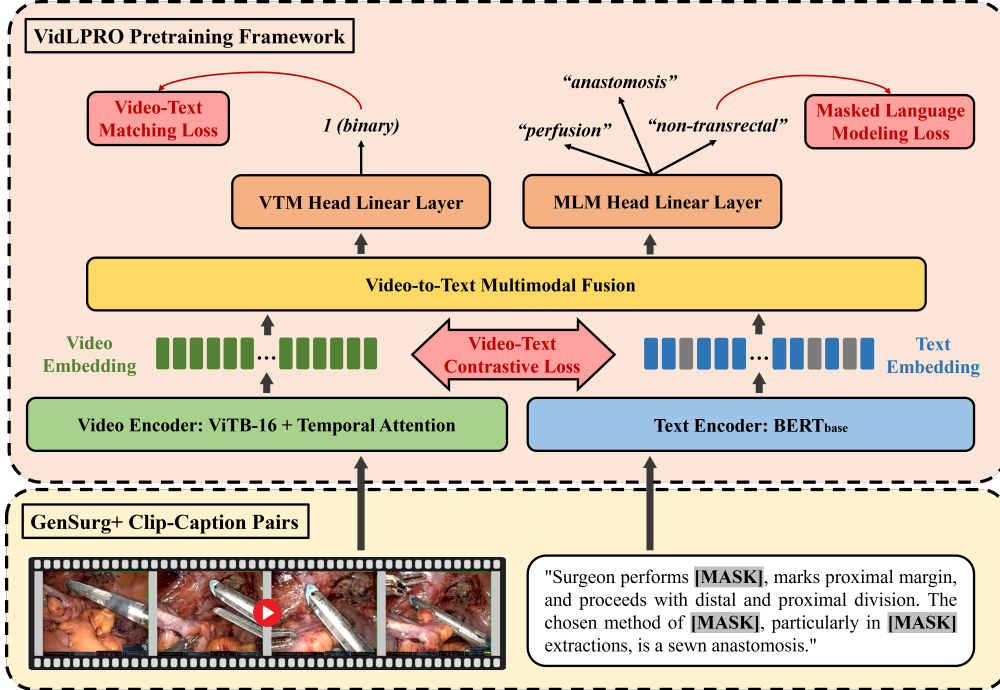 VidLPRO Pretraining Framework
Video-Text
Matching Loss
1 (binary)
“anastomosis”
“perfusion”
“non-transrectal”
Masked Language
Modeling Loss
VTM Head Linear Layer
MLM Head Linear Layer
Video-to-Text Multimodal Fusion
Video
Embedding
...
Video-Text
Contrastive Loss
...
Text
Embedding
Video Encoder: ViTB-16 + Temporal Attention
Text Encoder: BERTbase
GenSurg+ Clip-Caption Pairs
"Surgeon performs [MASK], marks proximal margin,
and proceeds with distal and proximal division. The
chosen method of [MASK], particularly in [MASK]
extractions, is a sewn anastomosis."